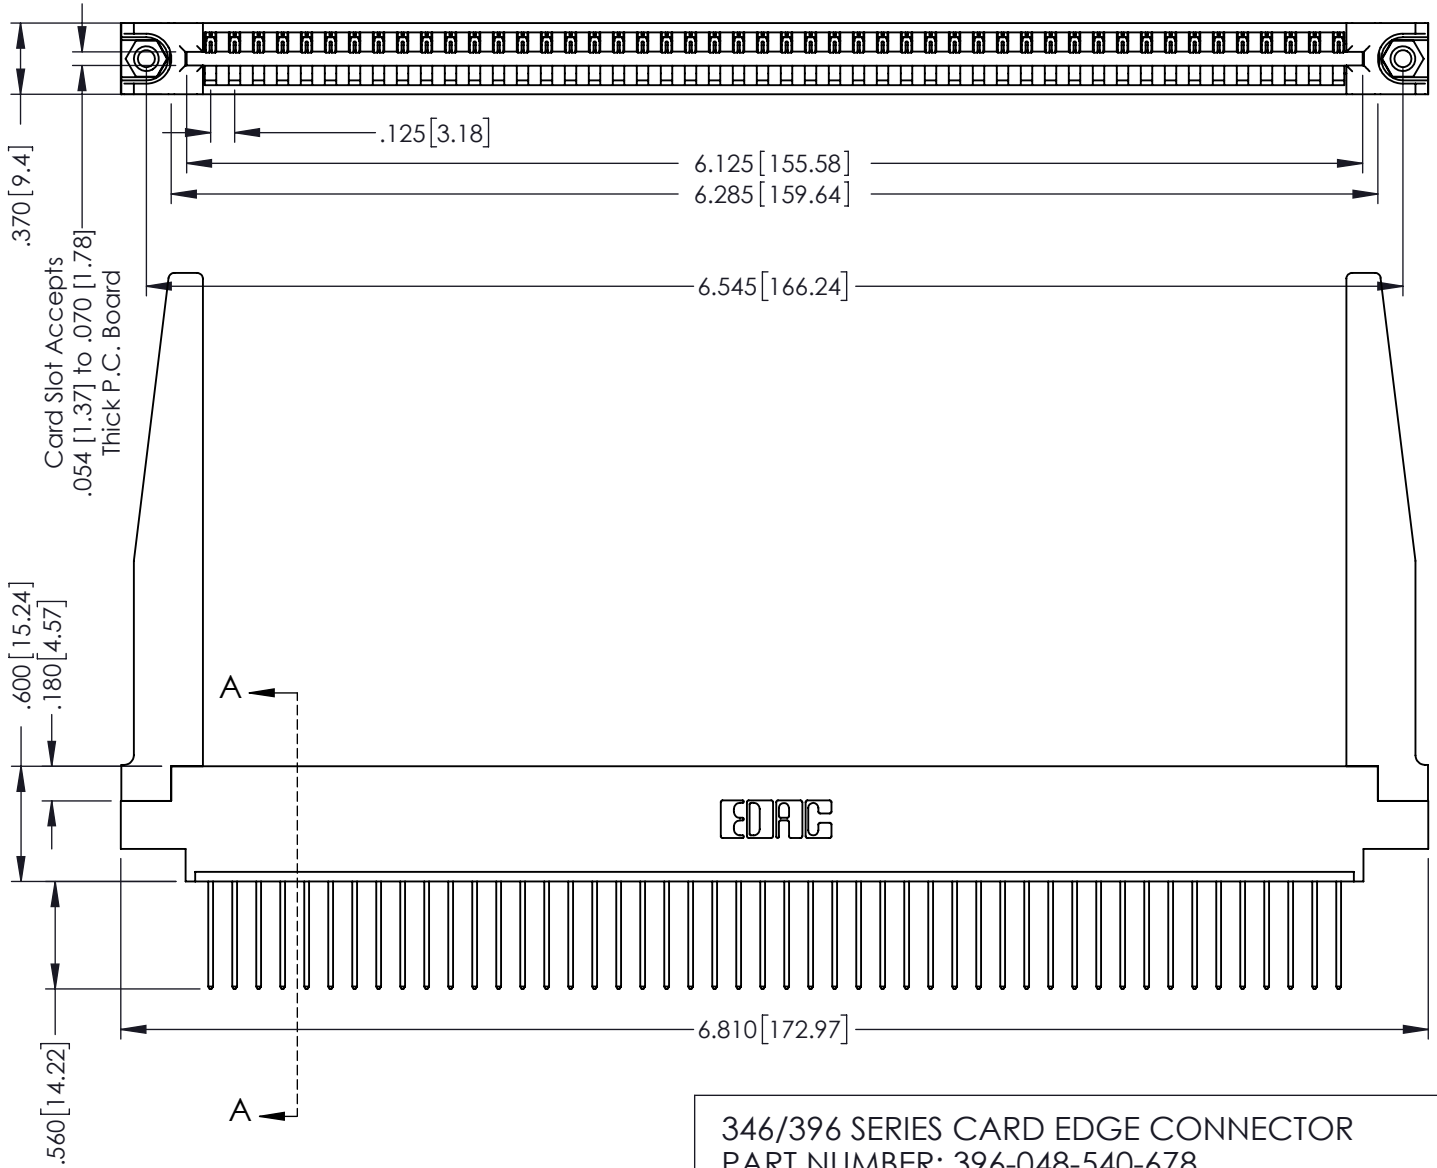 .125[3.18]
6.125[155.58]
6.285[159.64]
6.545[166.24]
.370[9.4]
Card Slot Accepts
.054 [1.37] to .070 [1.78]
Thick P.C. Board
.600[15.24]
.180[4.57]
A
EDAC
6.810[172.97]
.560[14.22]
A
346/396 SERIES CARD EDGE CONNECTOR
PART NUMBER: 396-048-540-678